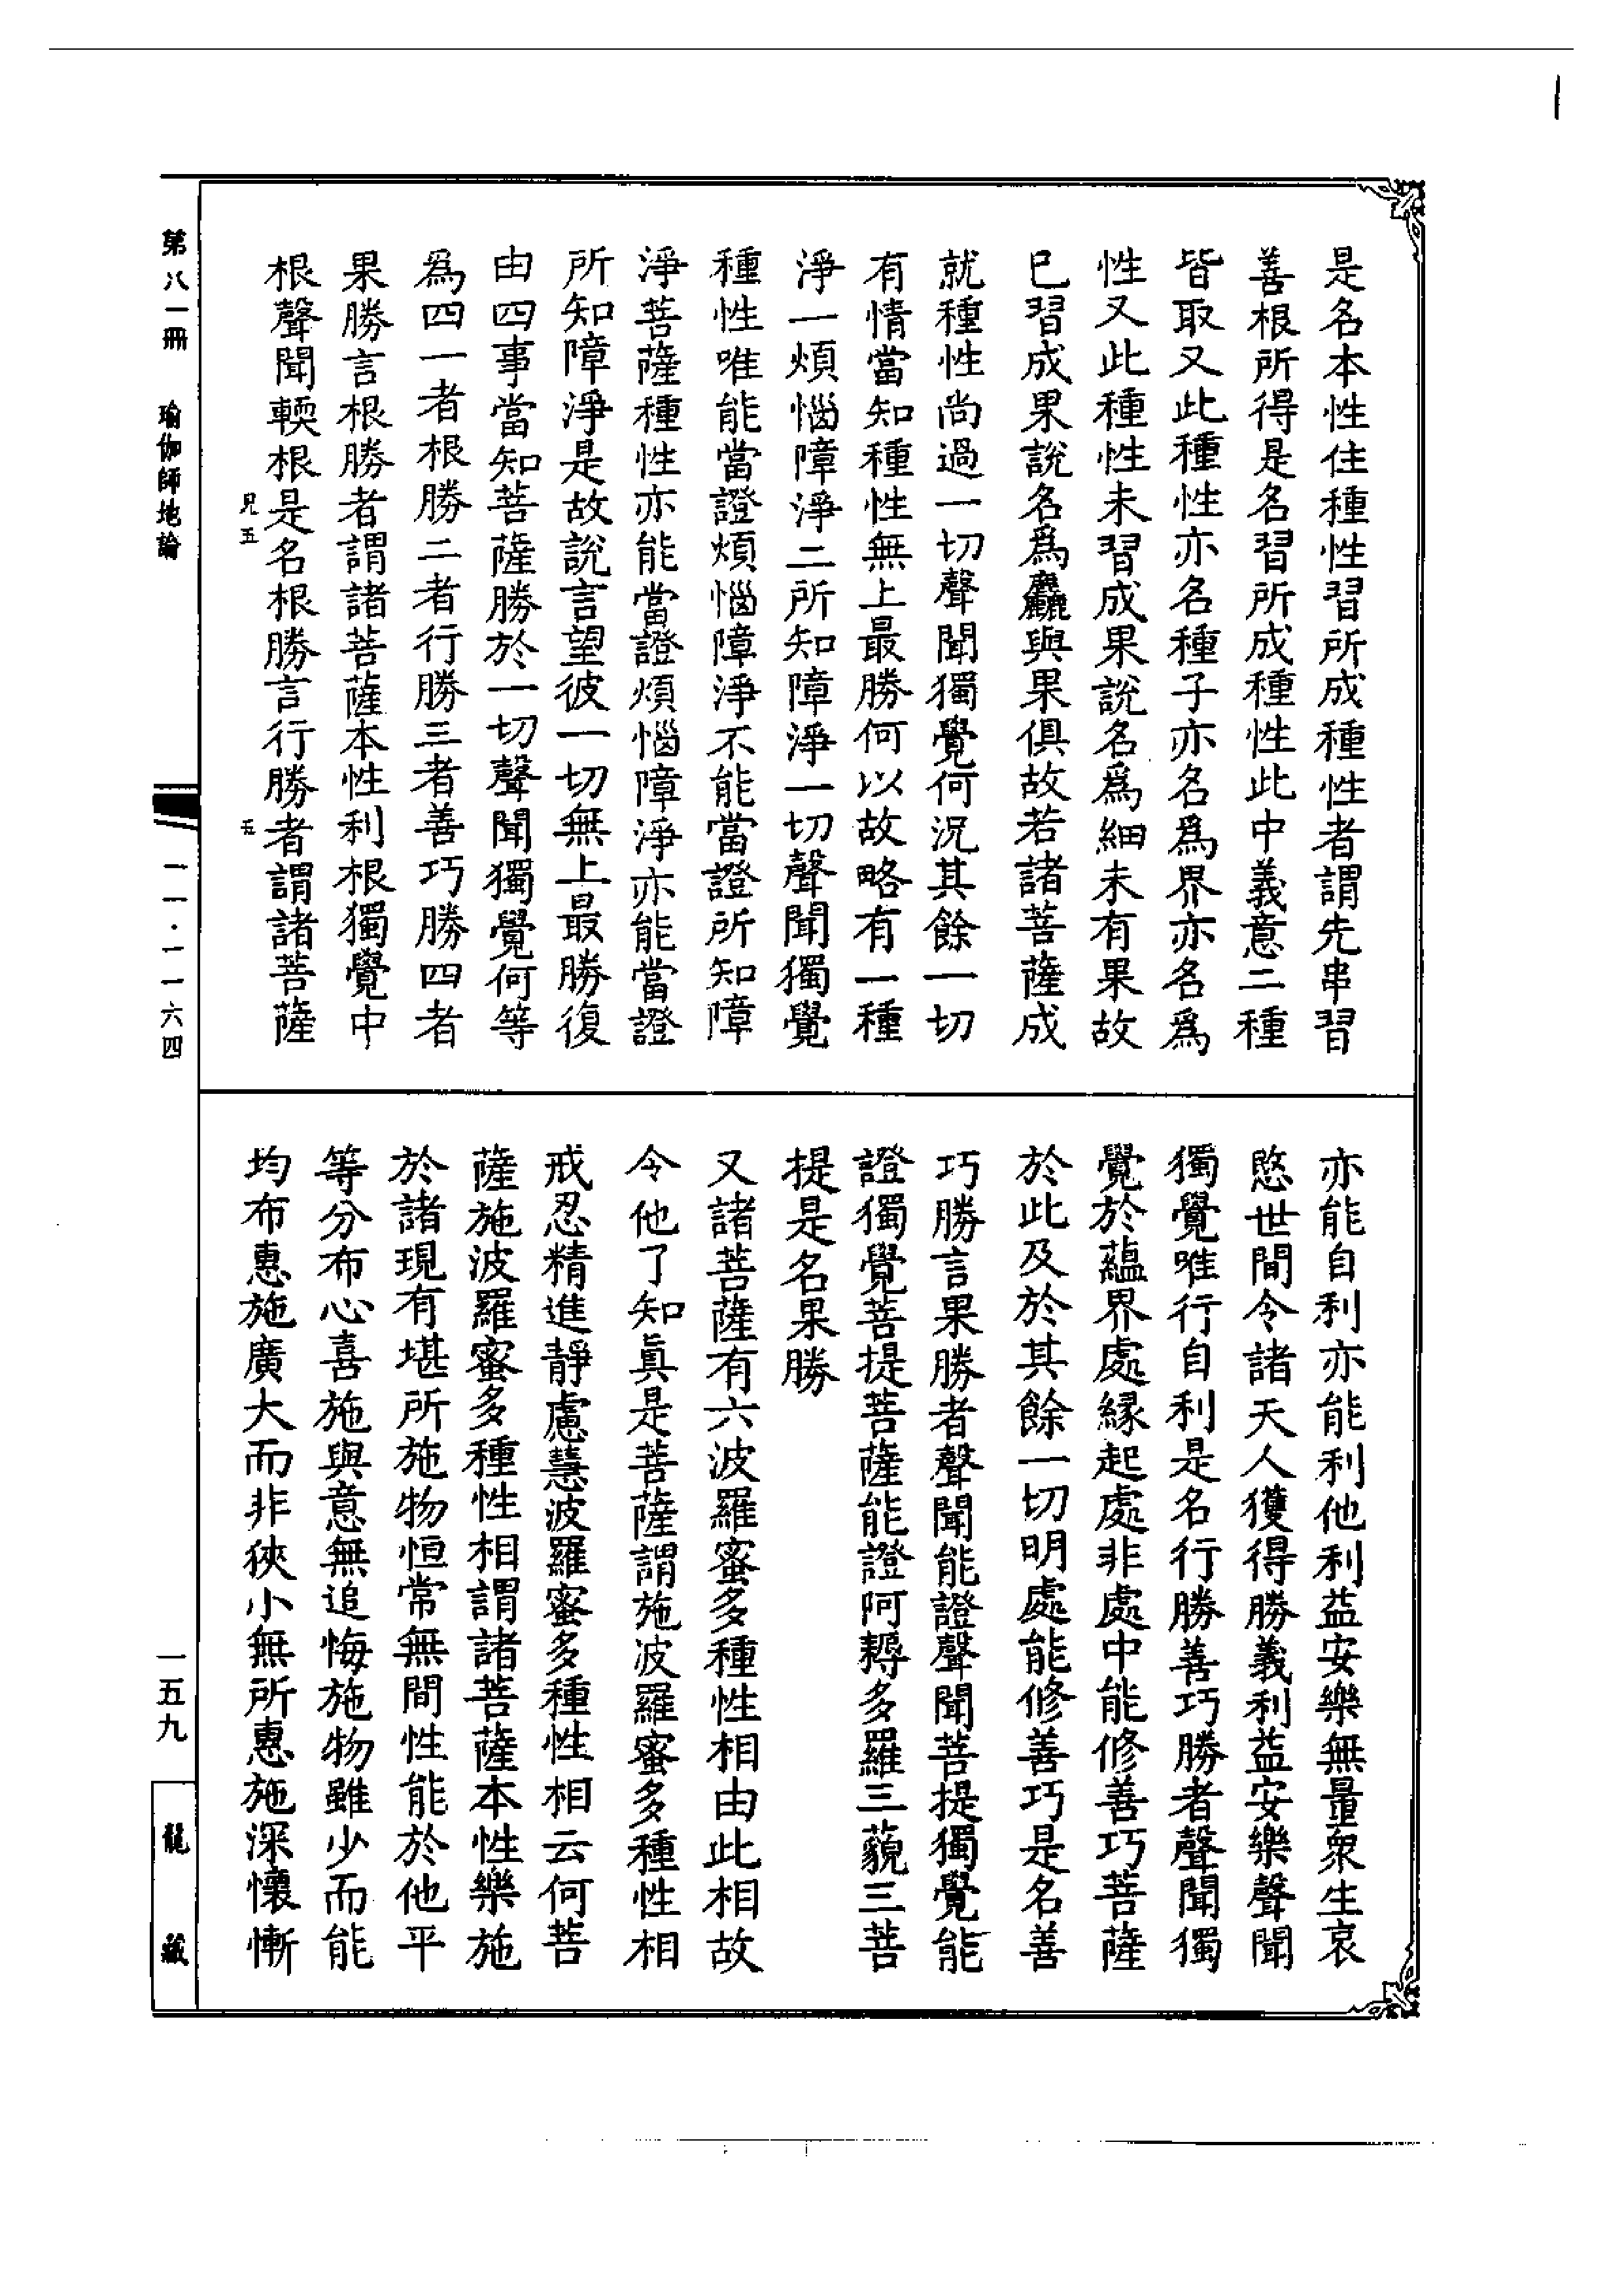 是名本性住種性習所成種性者謂先串習
善根所得是名習所成種性此中義意二種
皆取又此種性亦名種子亦名爲界亦名爲
性又此種性未習成果說名爲細未有果故
已習成果說名爲麤與果俱故若諸菩薩成
就種性尚過一切聲聞獨覺何況其餘一切
有情當知種性無上最勝何以故略有一種
淨一煩惱障淨二所知障淨一切聲聞獨覺
種性唯能當證煩惱障淨不能當證所知障
淨菩薩種性亦能當證煩惱障淨亦能當證
所知障淨是故說言望彼一切無上最勝復
由四事當知菩薩勝於一切聲聞獨覺何等
爲四一者根勝二者行勝三者善巧勝四者
果勝言根勝者謂諸菩薩本性利根獨覺中
根聲聞輭根是名根勝言行勝者謂諸菩薩
亦能自利亦能利他利益安樂無量衆生哀
愍世間令諸天人獲得勝義利益安樂聲聞
獨覺唯行自利是名行勝善巧勝者聲聞獨
覺於蘊界處緣起處非處中能修善巧菩薩
於此及於其餘一切明處能修善巧是名善
巧勝言果勝者聲聞能證聲聞菩提獨覺能
證獨覺菩提菩薩能證阿耨多羅三藐三菩
提是名果勝
又諸菩薩有六波羅蜜多種性相由此相故
令他了知眞是菩薩謂施波羅蜜多種性相
戒忍精進靜慮慧波羅蜜多種性相云何菩
薩施波羅蜜多種性相謂諸菩薩本性樂施
於諸現有堪所施物恒常無間性能於他平
等分布心喜施與意無追悔施物雖少而能
均布惠施廣大而非狹小無所惠施深懷慚
第八一冊 瑜伽師地論
一一·一一六四
一五九
龍藏